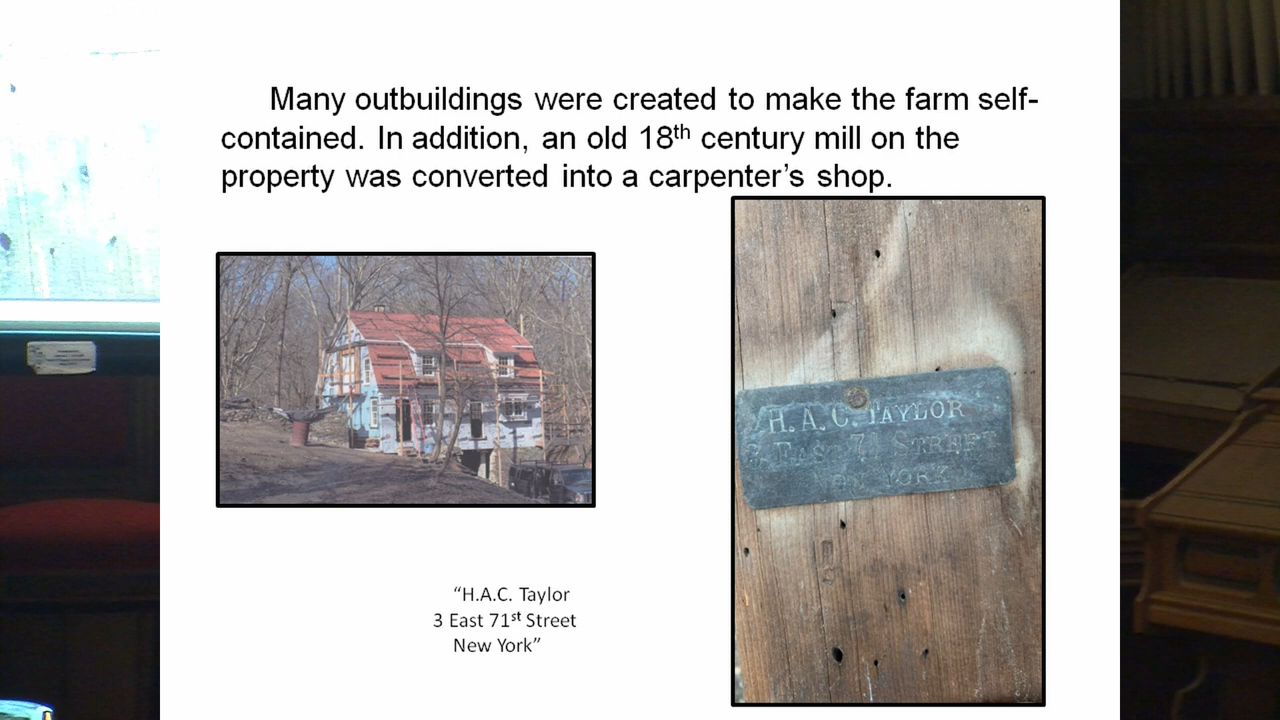 Many outbuildings were created to make the farm self-
contained. In addition, an old 18th century mill on the
property was converted into a carpenter's shop.
H. A. C. TAYLOR
3 EAST 71 STREET
YORK
“H.A.C. Taylor
3 East 71st Street
New York”